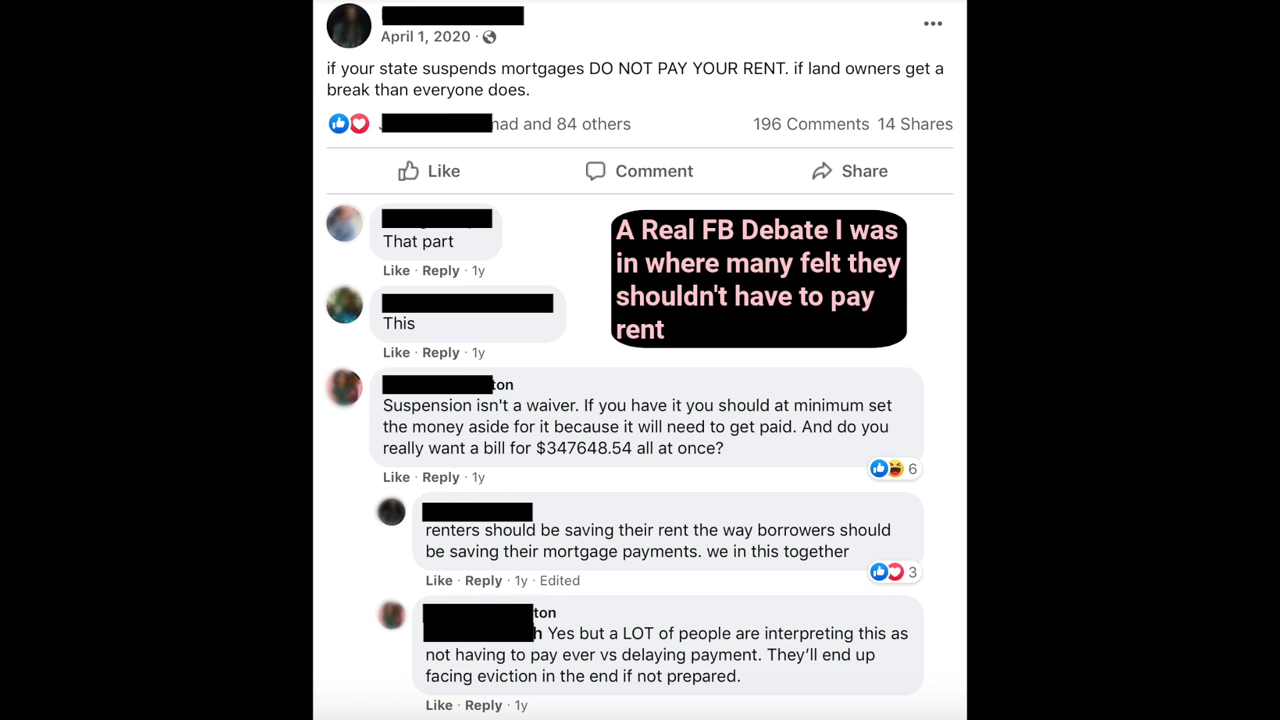 April 1, 2020 ·
if your state suspends mortgages DO NOT PAY YOUR RENT. if land owners get a
break than everyone does.
and 84 others 196 Comments 14 Shares
Like Comment Share
That part
Like · Reply · 1y
This
Like · Reply · 1y
A Real FB Debate I was
in where many felt they
shouldn't have to pay
rent
ton
Suspension isn't a waiver. If you have it you should at minimum set
the money aside for it because it will need to get paid. And do you
really want a bill for $347648.54 all at once?
6
Like · Reply · 1y
renters should be saving their rent the way borrowers should
be saving their mortgage payments. we in this together
3
Like · Reply · 1y · Edited
ton
h Yes but a LOT of people are interpreting this as
not having to pay ever vs delaying payment. They'll end up
facing eviction in the end if not prepared.
Like · Reply · 1y